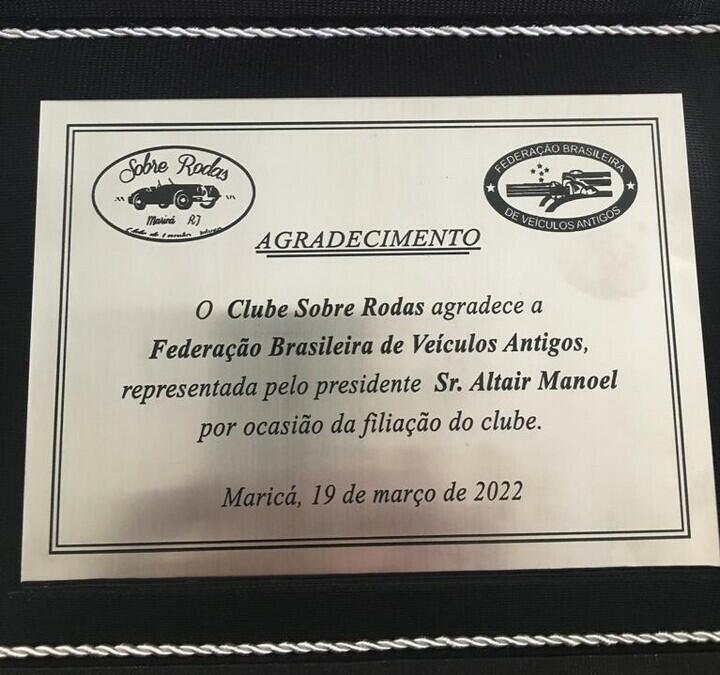 Sobre Rodas
Maricá RJ
FEDERAÇÃO BRASILEIRA
DE VEÍCULOS ANTIGOS
AGRADECIMENTO
O Clube Sobre Rodas agradece a
Federação Brasileira de Veículos Antigos,
representada pelo presidente Sr. Altair Manoel
por ocasião da filiação do clube.
Maricá, 19 de março de 2022